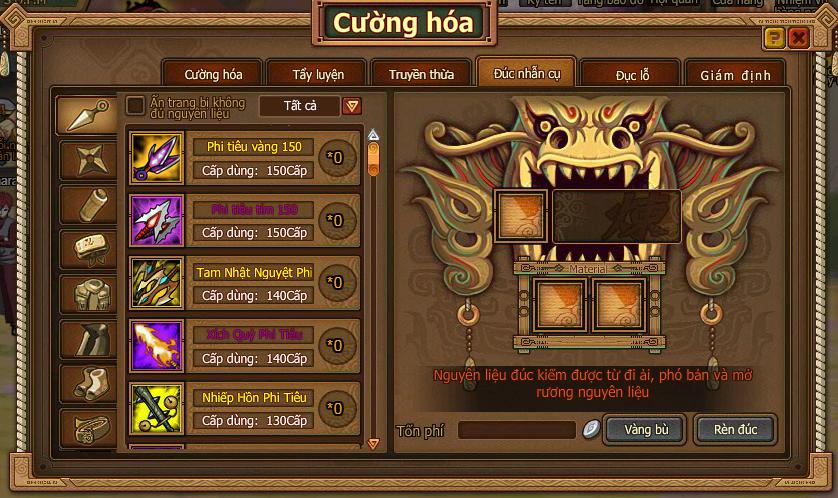 Cường hóa
Cường hóa
Tẩy luyện
Truyền thừa
Đúc nhẫn cụ
Đục lỗ
Giám định
Ẩn trang bị không
đủ nguyên liệu
Tất cả
Phi tiêu vàng 150
Cấp dùng: 150Cấp
*0
Phi tiêu tím 150
Cấp dùng: 150Cấp
*0
Tam Nhật Nguyệt Phi
Cấp dùng: 140Cấp
*0
Xích Quỷ Phi Tiêu
Cấp dùng: 140Cấp
*0
Nhiếp Hồn Phi Tiêu
Cấp dùng: 130Cấp
*0
Material
Nguyên liệu đúc kiếm được từ đi ải, phó bản và mở
rương nguyên liệu
Tổn phí
Vàng bù
Rèn đúc